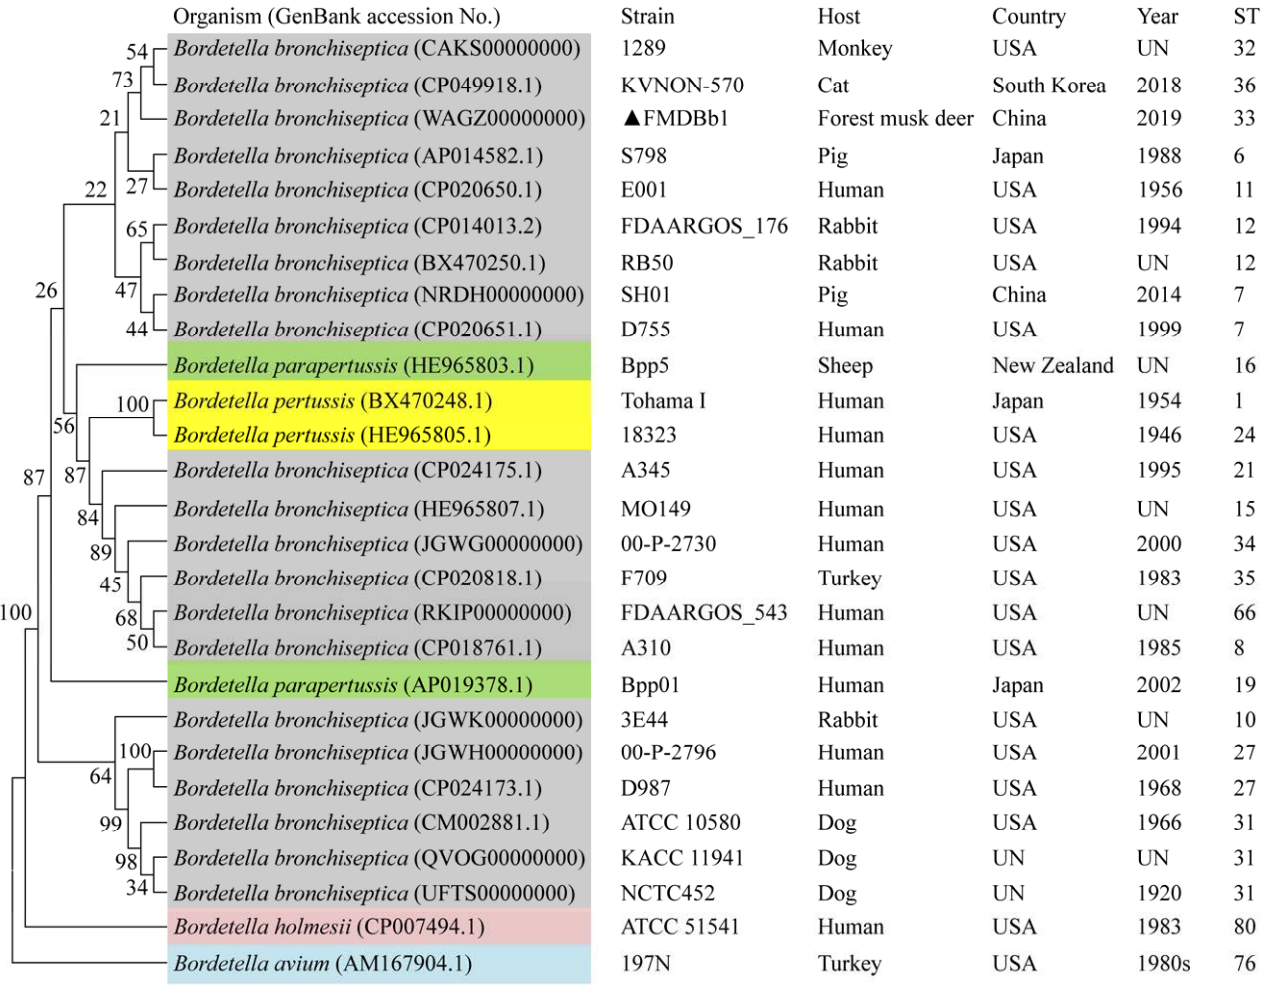 Organism (GenBank accession No.) Strain Host Country Year ST
54 Bordetella bronchiseptica (CAKS00000000) 1289 Monkey USA UN 32
73 Bordetella bronchiseptica (CP049918.1) KVNON-570 Cat South Korea 2018 36
21 Bordetella bronchiseptica (WAGZ00000000) ▲FMDBb1 Forest musk deer China 2019 33
Bordetella bronchiseptica (AP014582.1) S798 Pig Japan 1988 6
22 27 Bordetella bronchiseptica (CP020650.1) E001 Human USA 1956 11
65 Bordetella bronchiseptica (CP014013.2) FDAARGOS_176 Rabbit USA 1994 12
Bordetella bronchiseptica (BX470250.1) RB50 Rabbit USA UN 12
26 47 Bordetella bronchiseptica (NRDH00000000) SH01 Pig China 2014 7
44 Bordetella bronchiseptica (CP020651.1) D755 Human USA 1999 7
Bordetella parapertussis (HE965803.1) Bpp5 Sheep New Zealand UN 16
100 Bordetella pertussis (BX470248.1) Tohama I Human Japan 1954 1
56 Bordetella pertussis (HE965805.1) 18323 Human USA 1946 24
87 87 Bordetella bronchiseptica (CP024175.1) A345 Human USA 1995 21
84 Bordetella bronchiseptica (HE965807.1) MO149 Human USA UN 15
89 Bordetella bronchiseptica (JGWG00000000) 00-P-2730 Human USA 2000 34
45 Bordetella bronchiseptica (CP020818.1) F709 Turkey USA 1983 35
100 68 Bordetella bronchiseptica (RKIP00000000) FDAARGOS_543 Human USA UN 66
50 Bordetella bronchiseptica (CP018761.1) A310 Human USA 1985 8
Bordetella parapertussis (AP019378.1) Bpp01 Human Japan 2002 19
Bordetella bronchiseptica (JGWK00000000) 3E44 Rabbit USA UN 10
100 Bordetella bronchiseptica (JGWH00000000) 00-P-2796 Human USA 2001 27
64 Bordetella bronchiseptica (CP024173.1) D987 Human USA 1968 27
99 Bordetella bronchiseptica (CM002881.1) ATCC 10580 Dog USA 1966 31
98 Bordetella bronchiseptica (QVOG00000000) KACC 11941 Dog UN UN 31
34 Bordetella bronchiseptica (UFTS00000000) NCTC452 Dog UN 1920 31
Bordetella holmesii (CP007494.1) ATCC 51541 Human USA 1983 80
Bordetella avium (AM167904.1) 197N Turkey USA 1980s 76